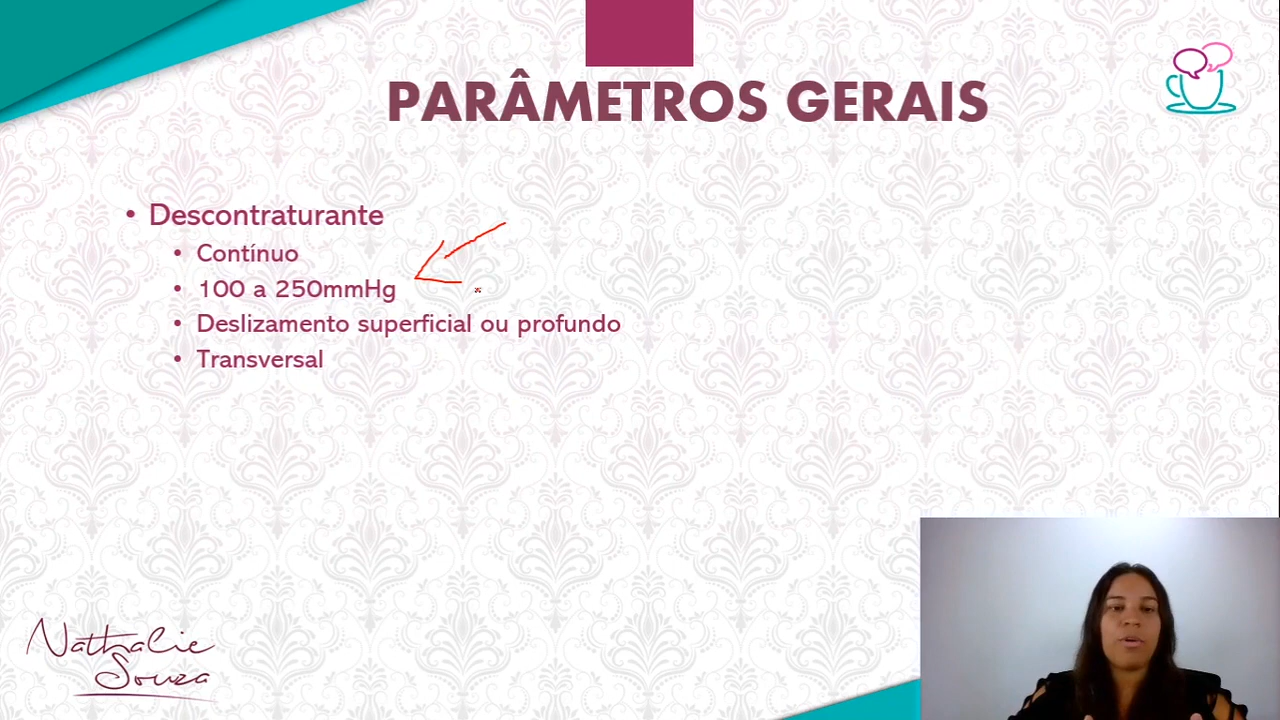 PARÂMETROS GERAIS
• Descontraturante
• Contínuo
• 100 a 250mmHg
• Deslizamento superficial ou profundo
• Transversal
Nathalie
Souza